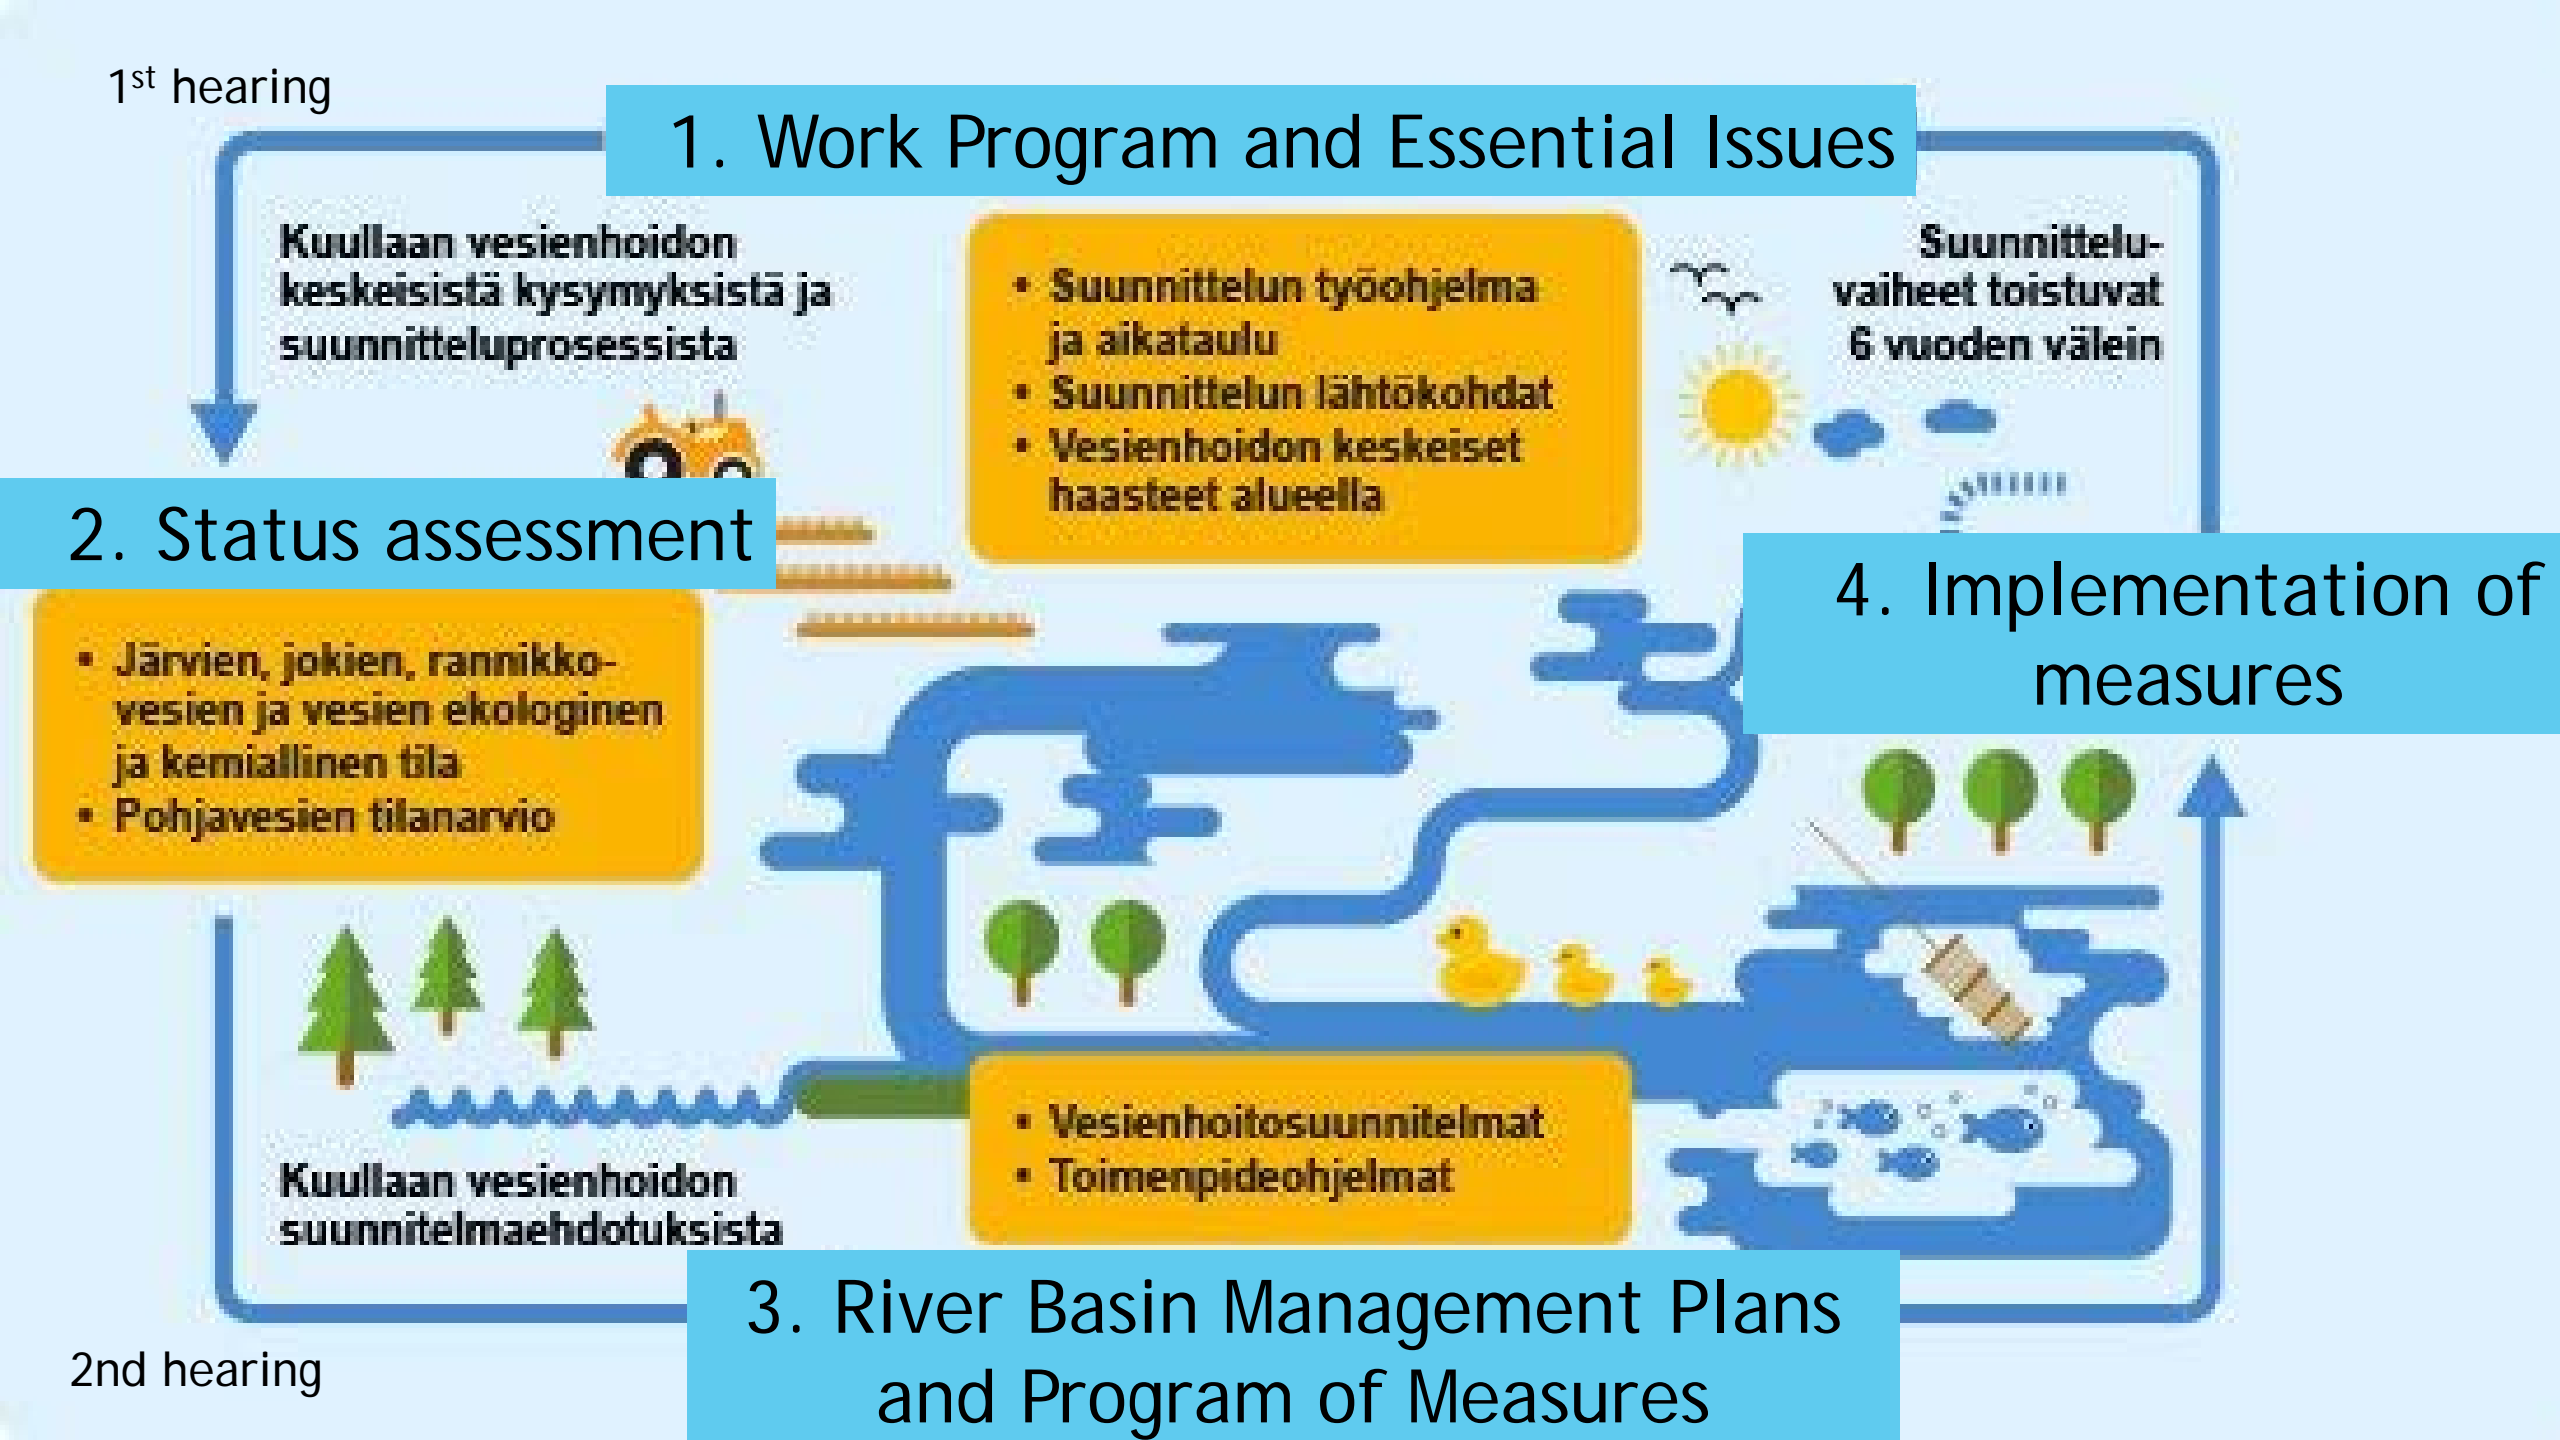 1st hearing
1. Work Program and Essential Issues
Kuullaan vesienhoidon
keskeisistä kysymyksistä ja
suunnitteluprosessista
• Suunnittelun työohjelma
ja aikataulu
• Suunnittelun lähtökohdat
• Vesienhoidon keskeiset
haasteet alueella
Suunnittelu-
vaiheet toistuvat
6 vuoden välein
2. Status assessment
• Järvien, jokien, rannikko-
vesien ja vesien ekologinen
ja kemiallinen tila
• Pohjavesien tilanarvio
4. Implementation of
measures
Kuullaan vesienhoidon
suunnitelmaehdotuksista
• Vesienhoitosuunnitelmat
• Toimenpideohjelmat
3. River Basin Management Plans
and Program of Measures
2nd hearing